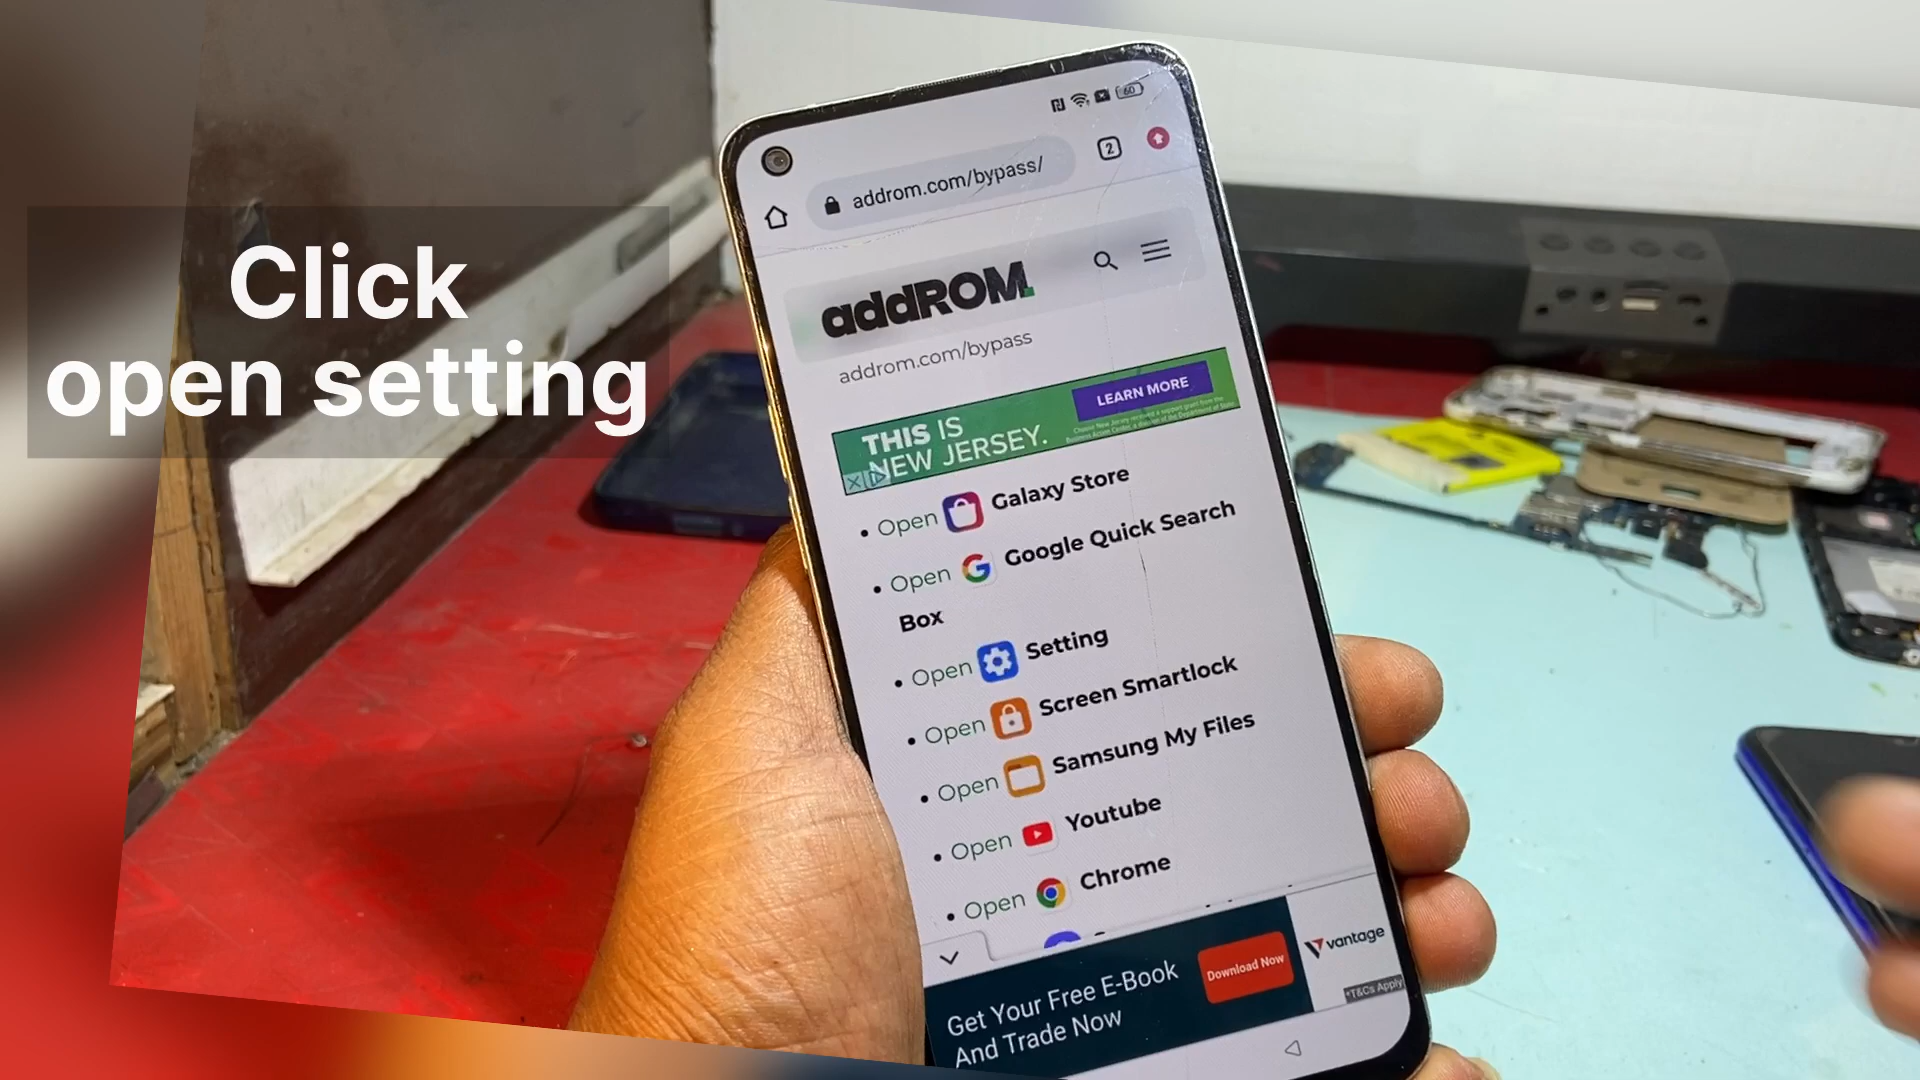 Click
open setting
60
addrom.com/bypass/
2
addROM.
addrom.com/bypass
THIS IS
NEW JERSEY.
LEARN MORE
• Open Galaxy Store
• Open Google Quick Search
Box
• Open Setting
• Open Screen Smartlock
• Open Samsung My Files
• Open Youtube
• Open Chrome
Get Your Free E-Book
And Trade Now
Download Now
vantage
*T&Cs Apply